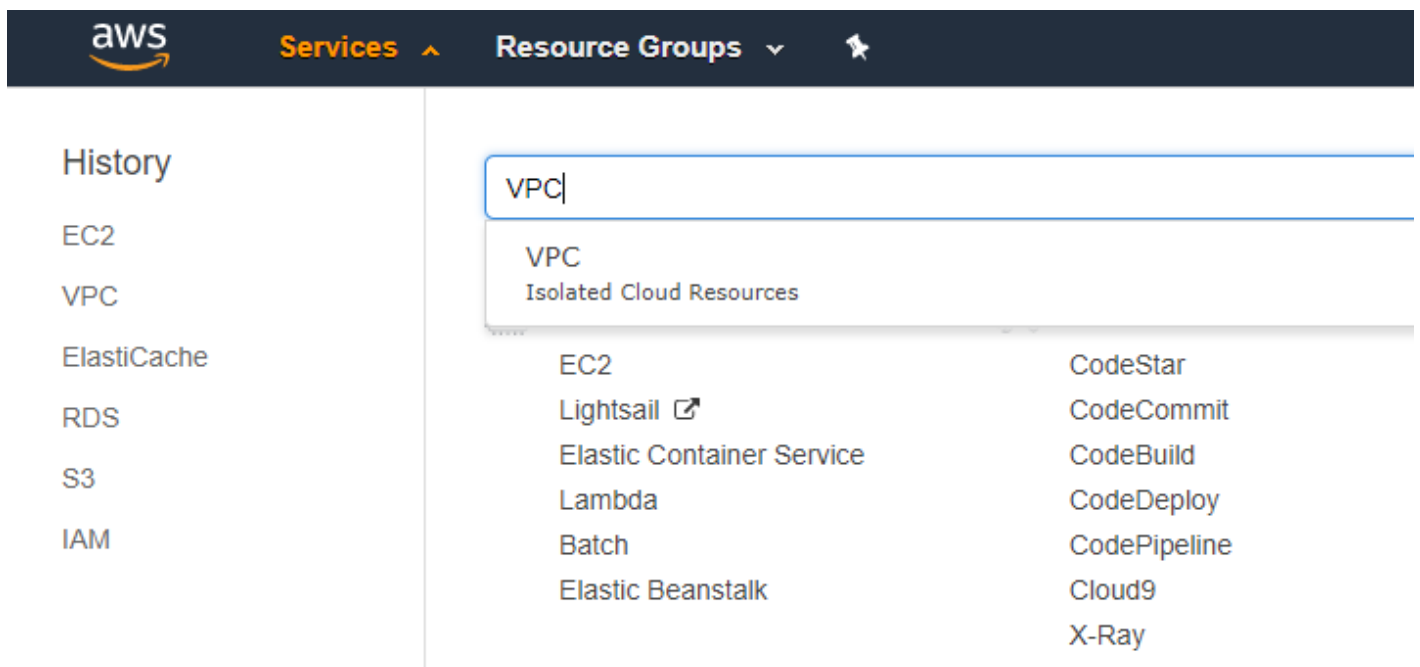 aws Services Resource Groups
History
EC2
VPC
ElastiCache
RDS
S3
IAM
VPC
VPC
Isolated Cloud Resources
EC2
Lightsail
Elastic Container Service
Lambda
Batch
Elastic Beanstalk
CodeStar
CodeCommit
CodeBuild
CodeDeploy
CodePipeline
Cloud9
X-Ray